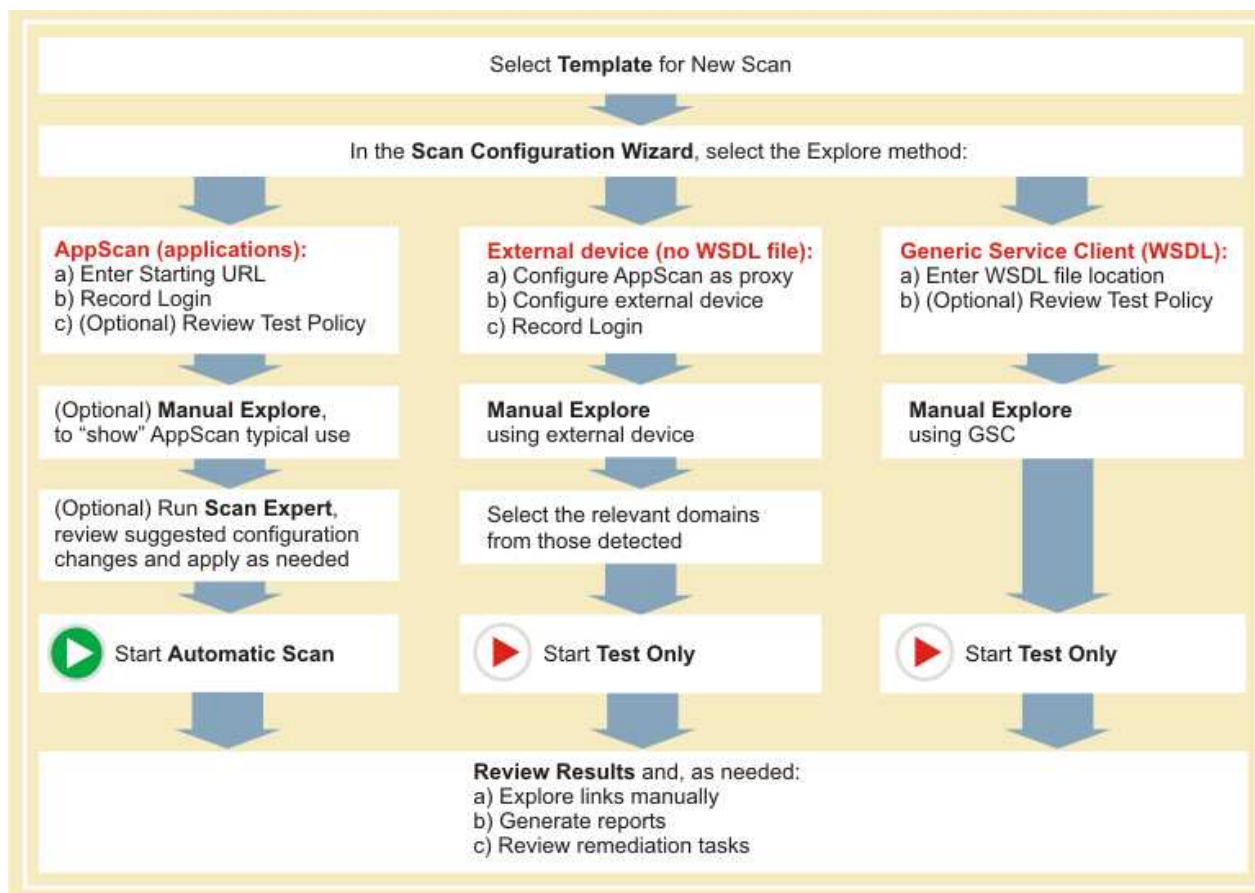 Select Template for New Scan
In the Scan Configuration Wizard, select the Explore method:
AppScan (applications):
a) Enter Starting URL
b) Record Login
c) (Optional) Review Test Policy
(Optional) Manual Explore,
to “show” AppScan typical use
(Optional) Run Scan Expert,
review suggested configuration
changes and apply as needed
Start Automatic Scan
External device (no WSDL file):
a) Configure AppScan as proxy
b) Configure external device
c) Record Login
Manual Explore
using external device
Select the relevant domains
from those detected
Start Test Only
Generic Service Client (WSDL):
a) Enter WSDL file location
b) (Optional) Review Test Policy
Manual Explore
using GSC
Start Test Only
Review Results and, as needed:
a) Explore links manually
b) Generate reports
c) Review remediation tasks